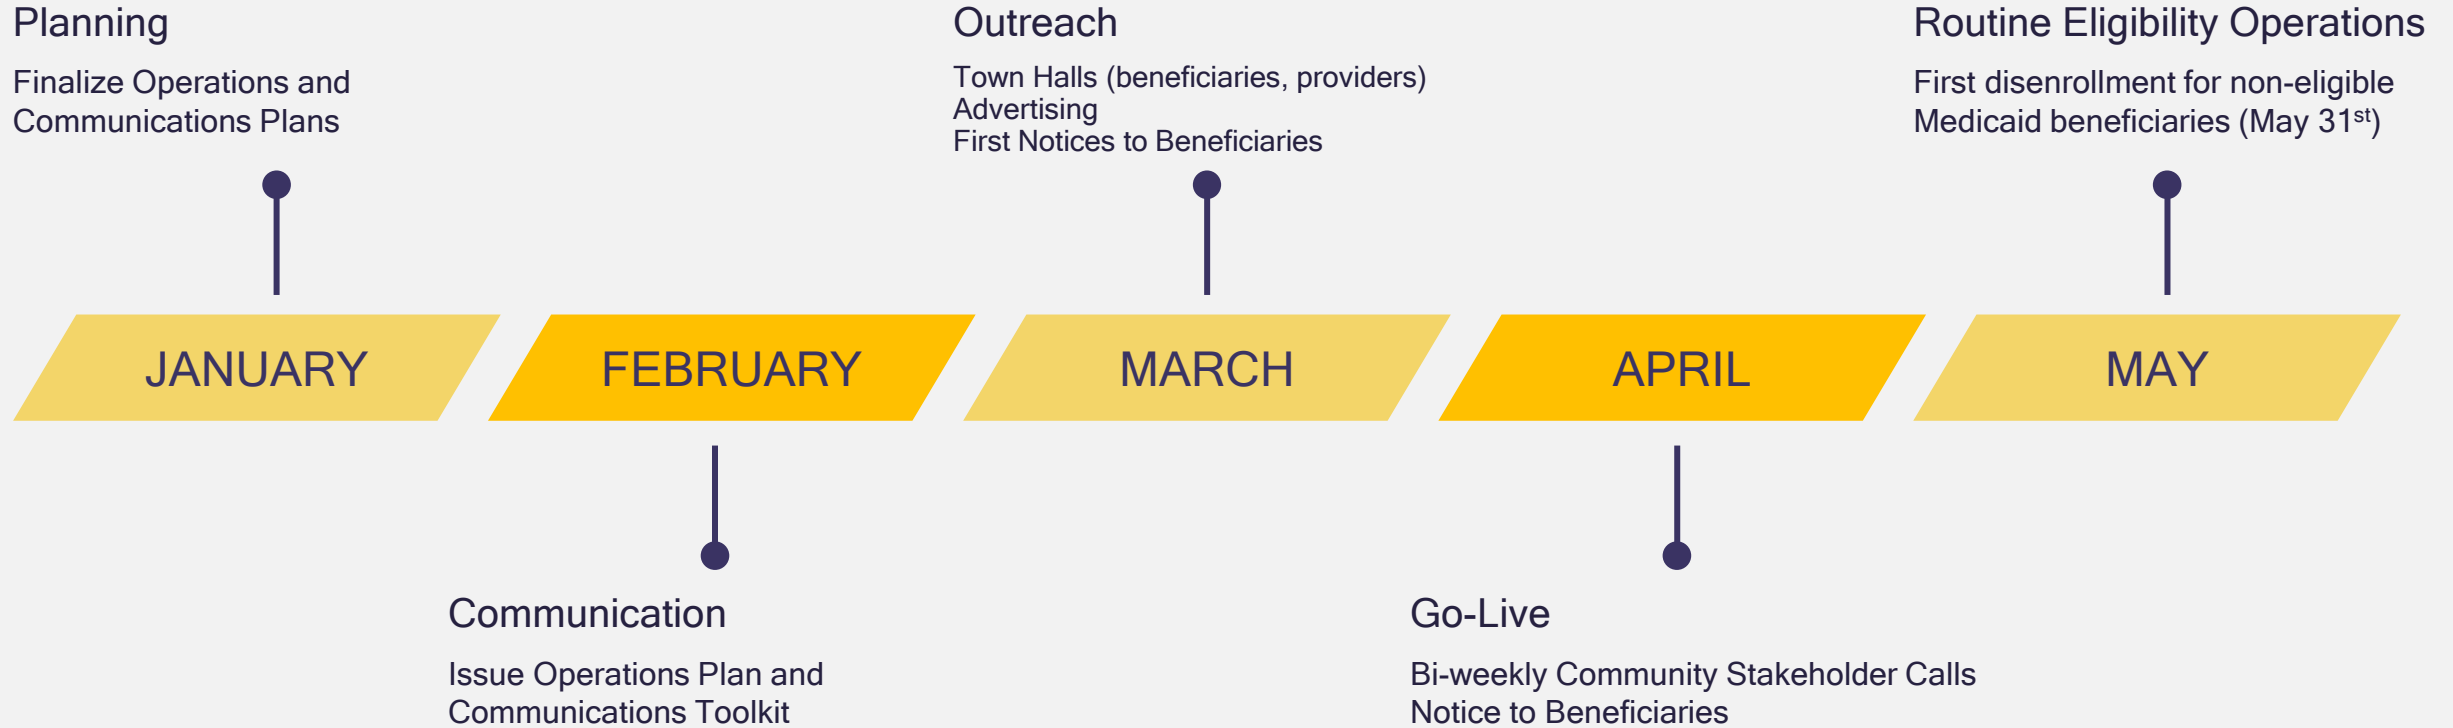 Planning
Finalize Operations and
Communications Plans
Outreach
Town Halls (beneficiaries, providers)
Advertising
First Notices to Beneficiaries
Routine Eligibility Operations
First disenrollment for non-eligible
Medicaid beneficiaries (May 31st)
JANUARY
FEBRUARY
MARCH
APRIL
MAY
Communication
Issue Operations Plan and
Communications Toolkit
Go-Live
Bi-weekly Community Stakeholder Calls
Notice to Beneficiaries